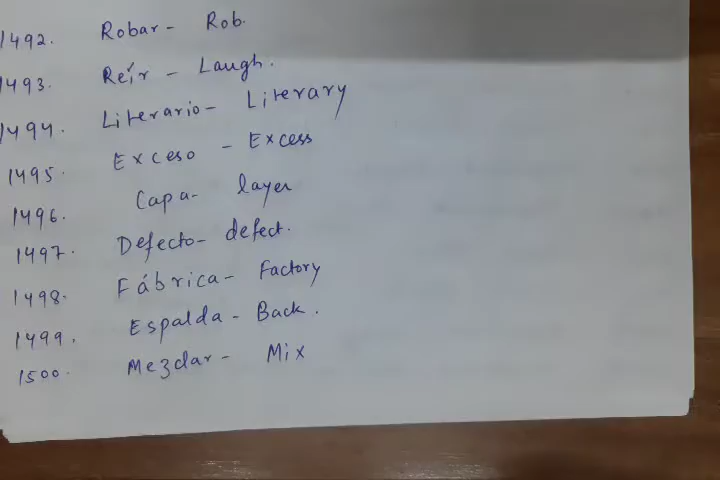 1492. Robar - Rob.
1493. Reír - Laugh.
1494. Literario - Literary
1495. Exceso - Excess
1496. Capa - layer
1497. Defecto - defect.
1498. Fábrica - Factory
1499. Espalda - Back.
1500. Mezclar - Mix